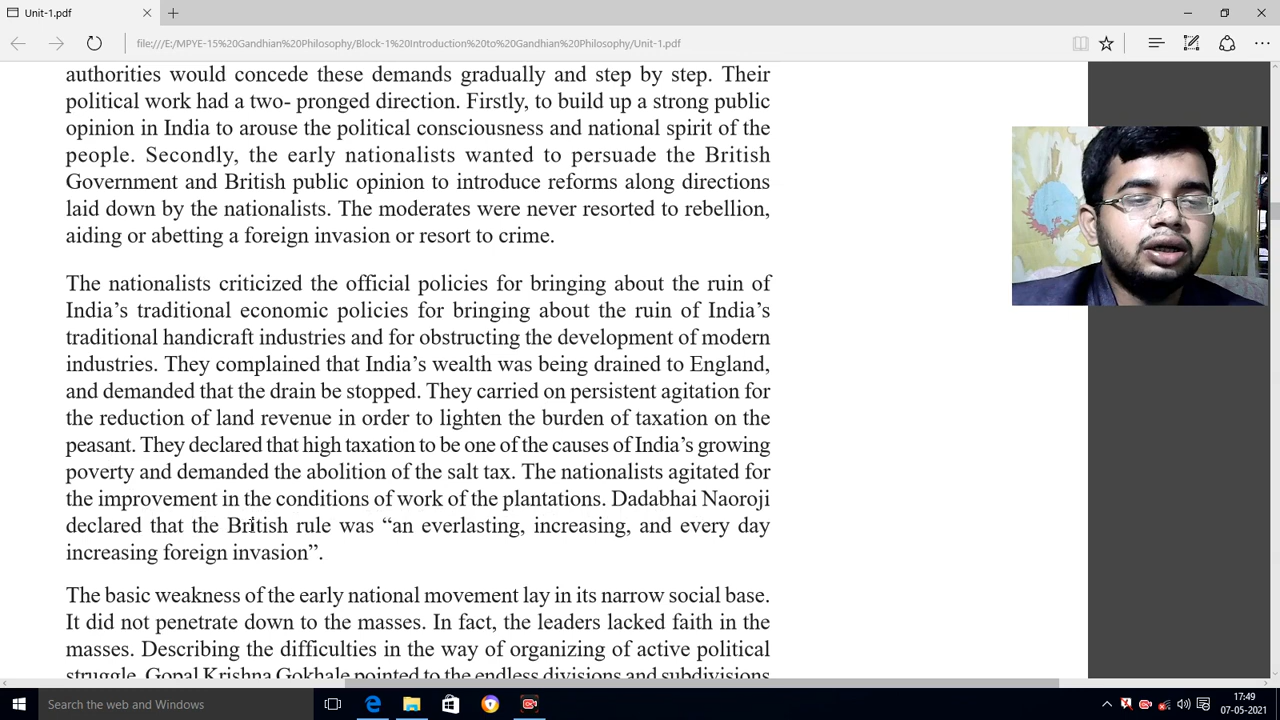 Unit-1.pdf
file:///E:/MPYE-15%20Gandhian%20Philosophy/Block-1%20Introduction%20to%20Gandhian%20Philosophy/Unit-1.pdf
authorities would concede these demands gradually and step by step. Their
political work had a two- pronged direction. Firstly, to build up a strong public
opinion in India to arouse the political consciousness and national spirit of the
people. Secondly, the early nationalists wanted to persuade the British
Government and British public opinion to introduce reforms along directions
laid down by the nationalists. The moderates were never resorted to rebellion,
aiding or abetting a foreign invasion or resort to crime.
The nationalists criticized the official policies for bringing about the ruin of
India’s traditional economic policies for bringing about the ruin of India’s
traditional handicraft industries and for obstructing the development of modern
industries. They complained that India’s wealth was being drained to England,
and demanded that the drain be stopped. They carried on persistent agitation for
the reduction of land revenue in order to lighten the burden of taxation on the
peasant. They declared that high taxation to be one of the causes of India’s growing
poverty and demanded the abolition of the salt tax. The nationalists agitated for
the improvement in the conditions of work of the plantations. Dadabhai Naoroji
declared that the British rule was “an everlasting, increasing, and every day
increasing foreign invasion”.
The basic weakness of the early national movement lay in its narrow social base.
It did not penetrate down to the masses. In fact, the leaders lacked faith in the
masses. Describing the difficulties in the way of organizing of active political
struggle, Gopal Krishna Gokhale pointed to the endless divisions and subdivisions
Search the web and Windows
17:49
07-05-2021